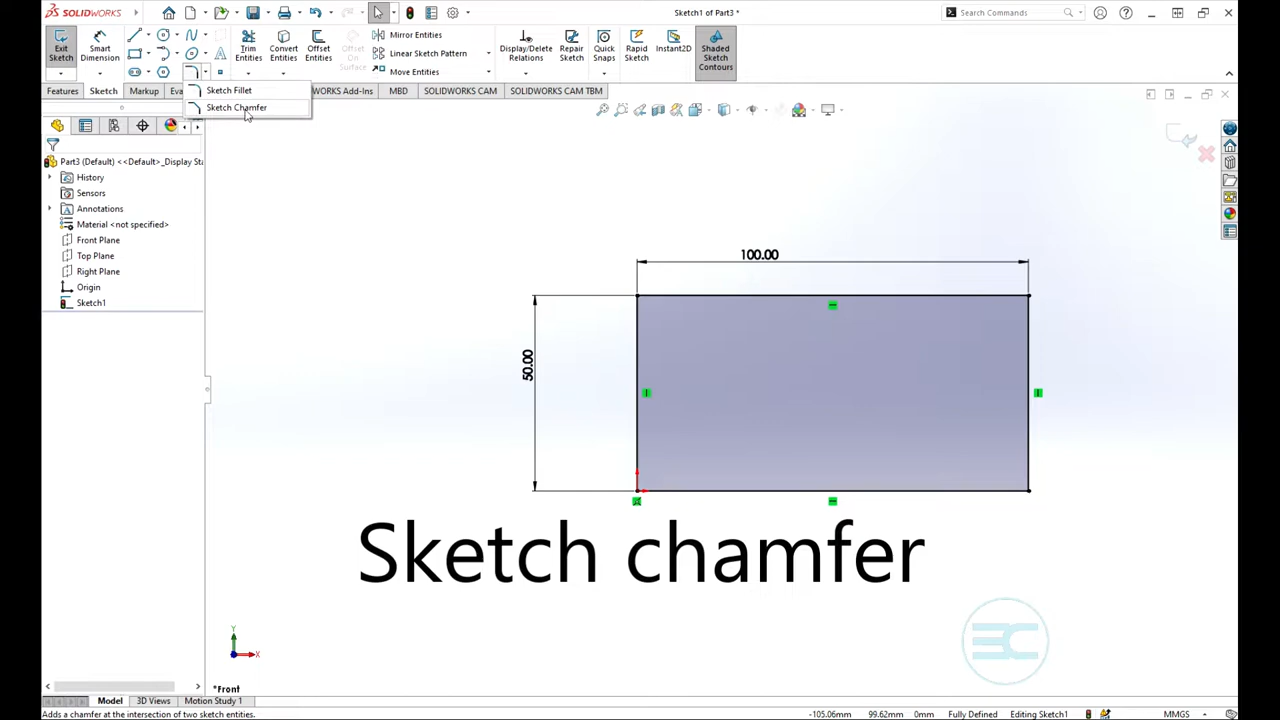 SOLIDWORKS
Sketch1 of Part3 *
Search Commands
Exit Sketch
Smart Dimension
Trim Entities
Convert Entities
Offset Entities
Offset On Surface
Mirror Entities
Linear Sketch Pattern
Move Entities
Display/Delete Relations
Repair Sketch
Quick Snaps
Rapid Sketch
Instant2D
Shaded Sketch Contours
Sketch Fillet
Sketch Chamfer
Features
Sketch
Markup
Eva
WORKS Add-Ins
MBD
SOLIDWORKS CAM
SOLIDWORKS CAM TBM
Part3 (Default) <<Default>_Display Sta
History
Sensors
Annotations
Material <not specified>
Front Plane
Top Plane
Right Plane
Origin
Sketch1
100.00
50.00
Sketch chamfer
Y
X
*Front
Model
3D Views
Motion Study 1
Adds a chamfer at the intersection of two sketch entities.
-105.06mm
99.62mm
0mm
Fully Defined
Editing Sketch1
MMGS